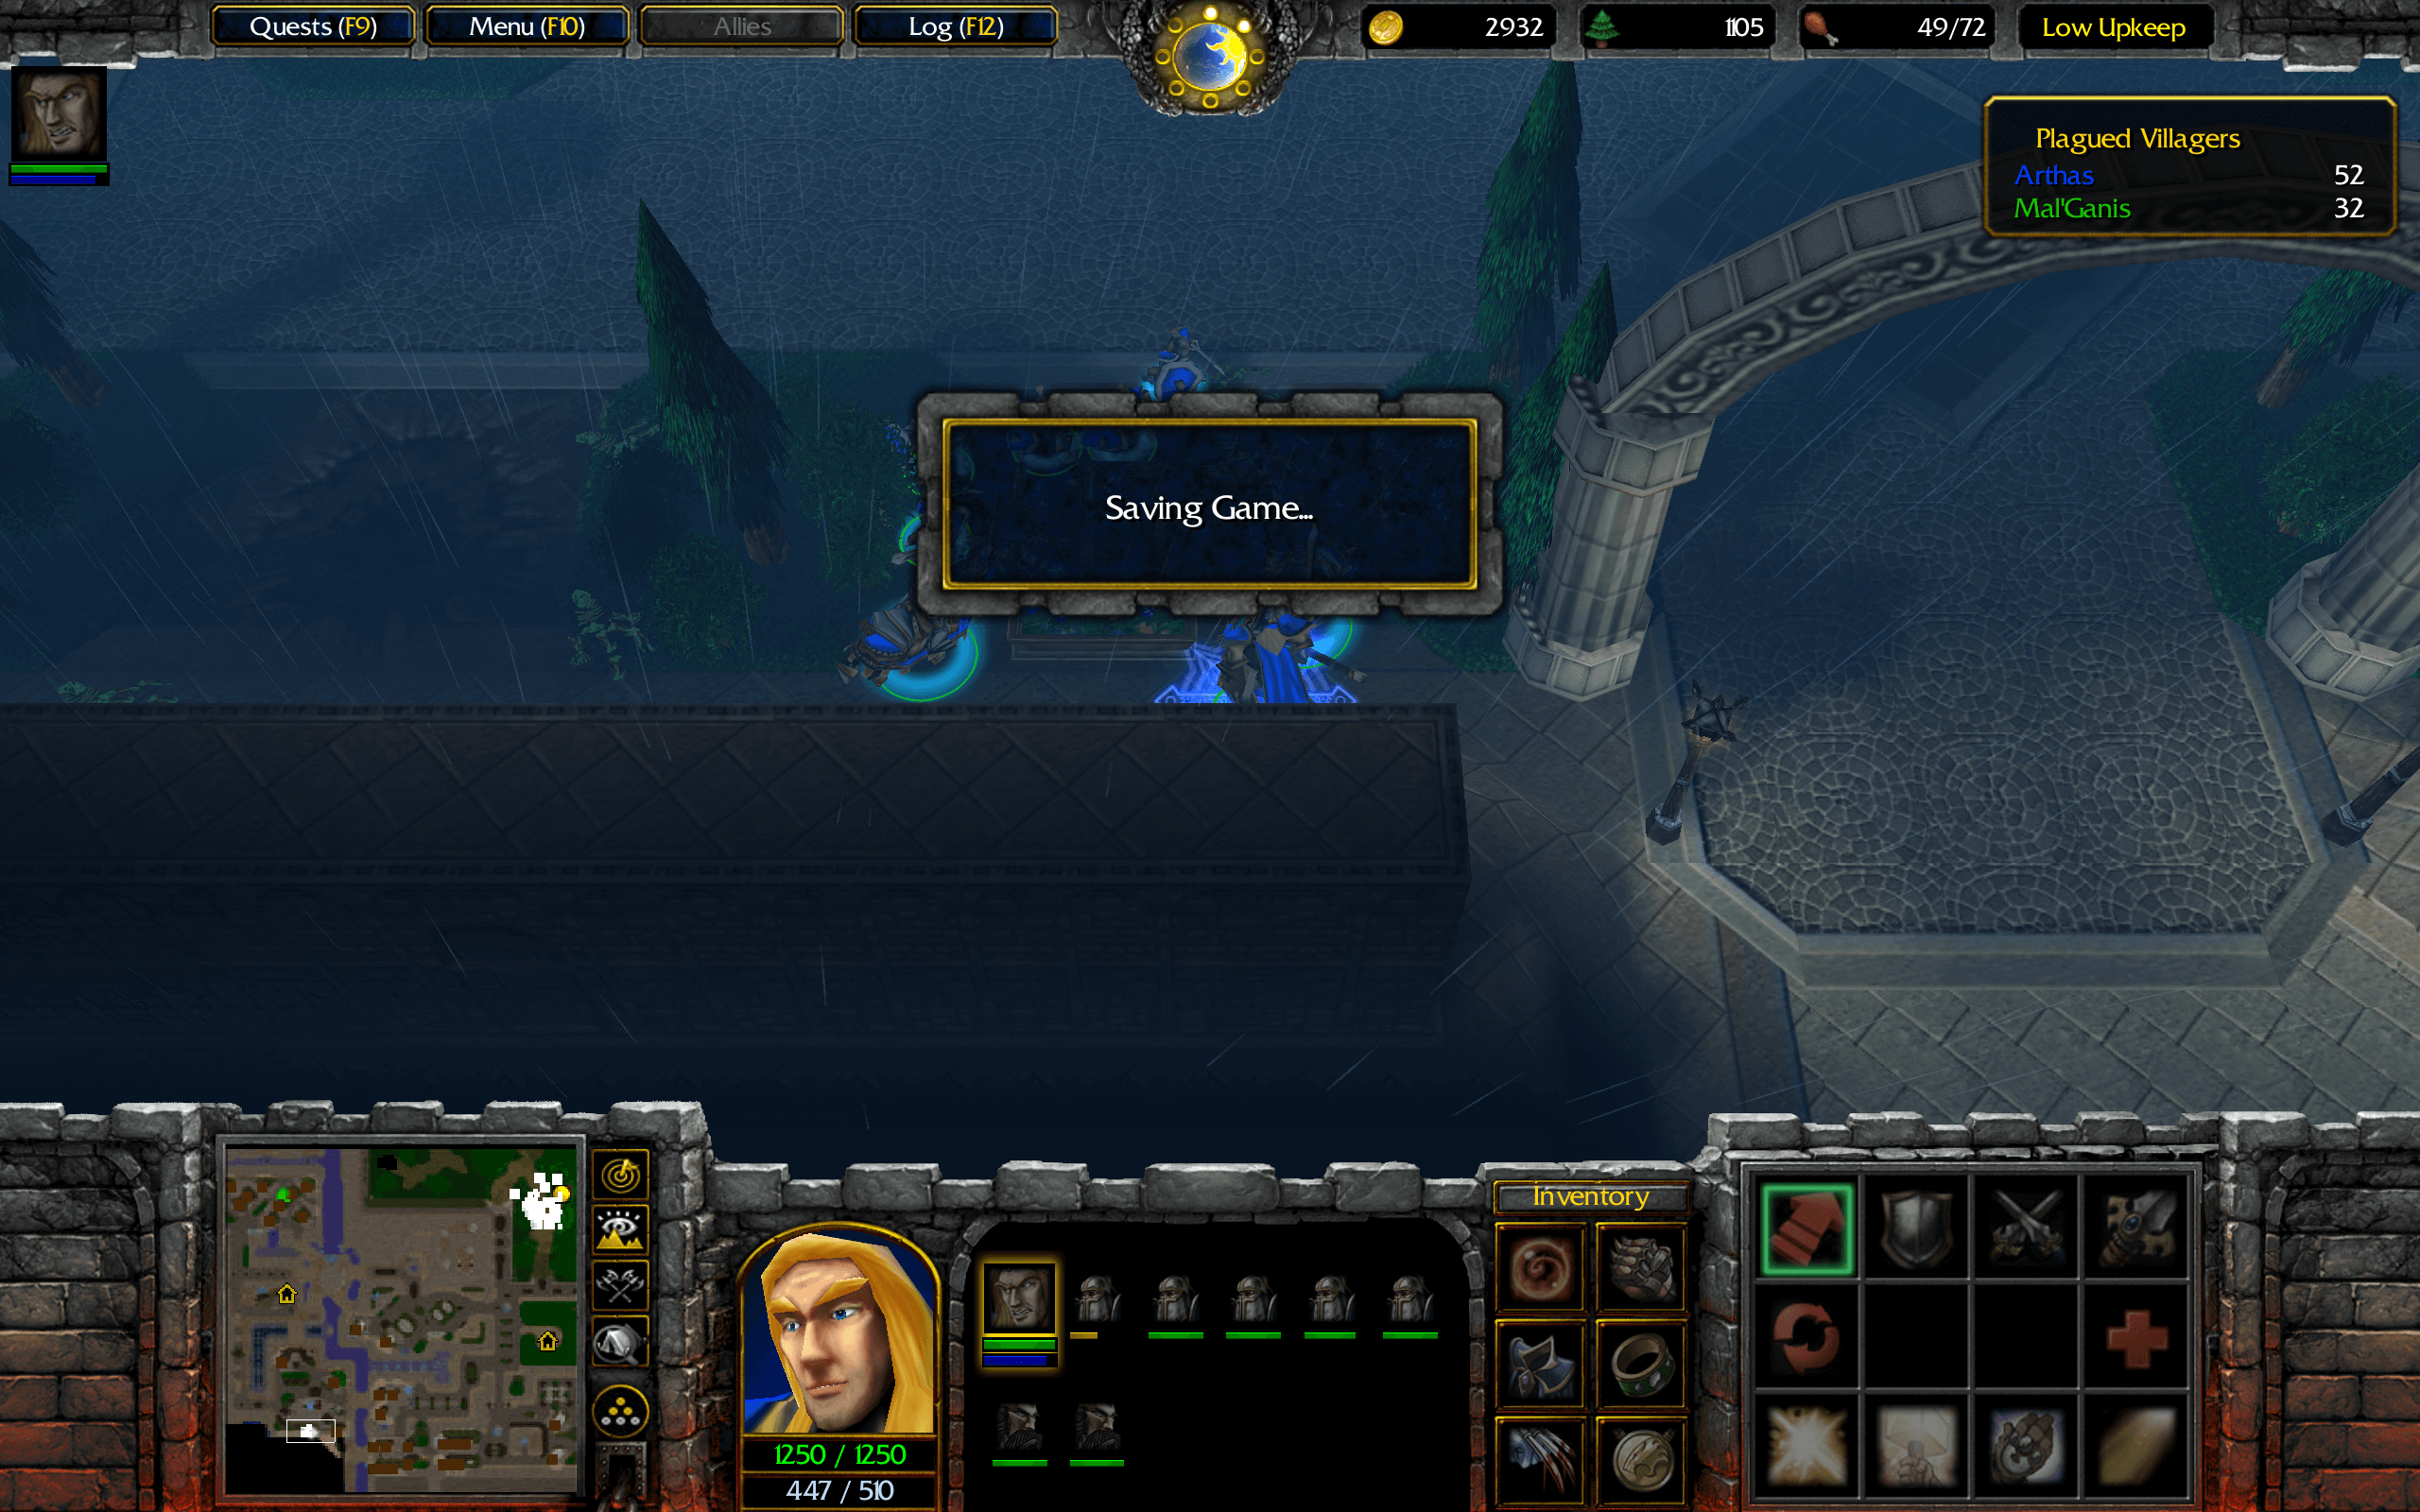 Quests (F9)
Menu (F10)
Allies
Log (F12)
2932
1105
49/72
Low Upkeep
Plagued Villagers
Arthas 52
Mal'Ganis 32
Saving Game...
Inventory
1250 / 1250
447 / 510